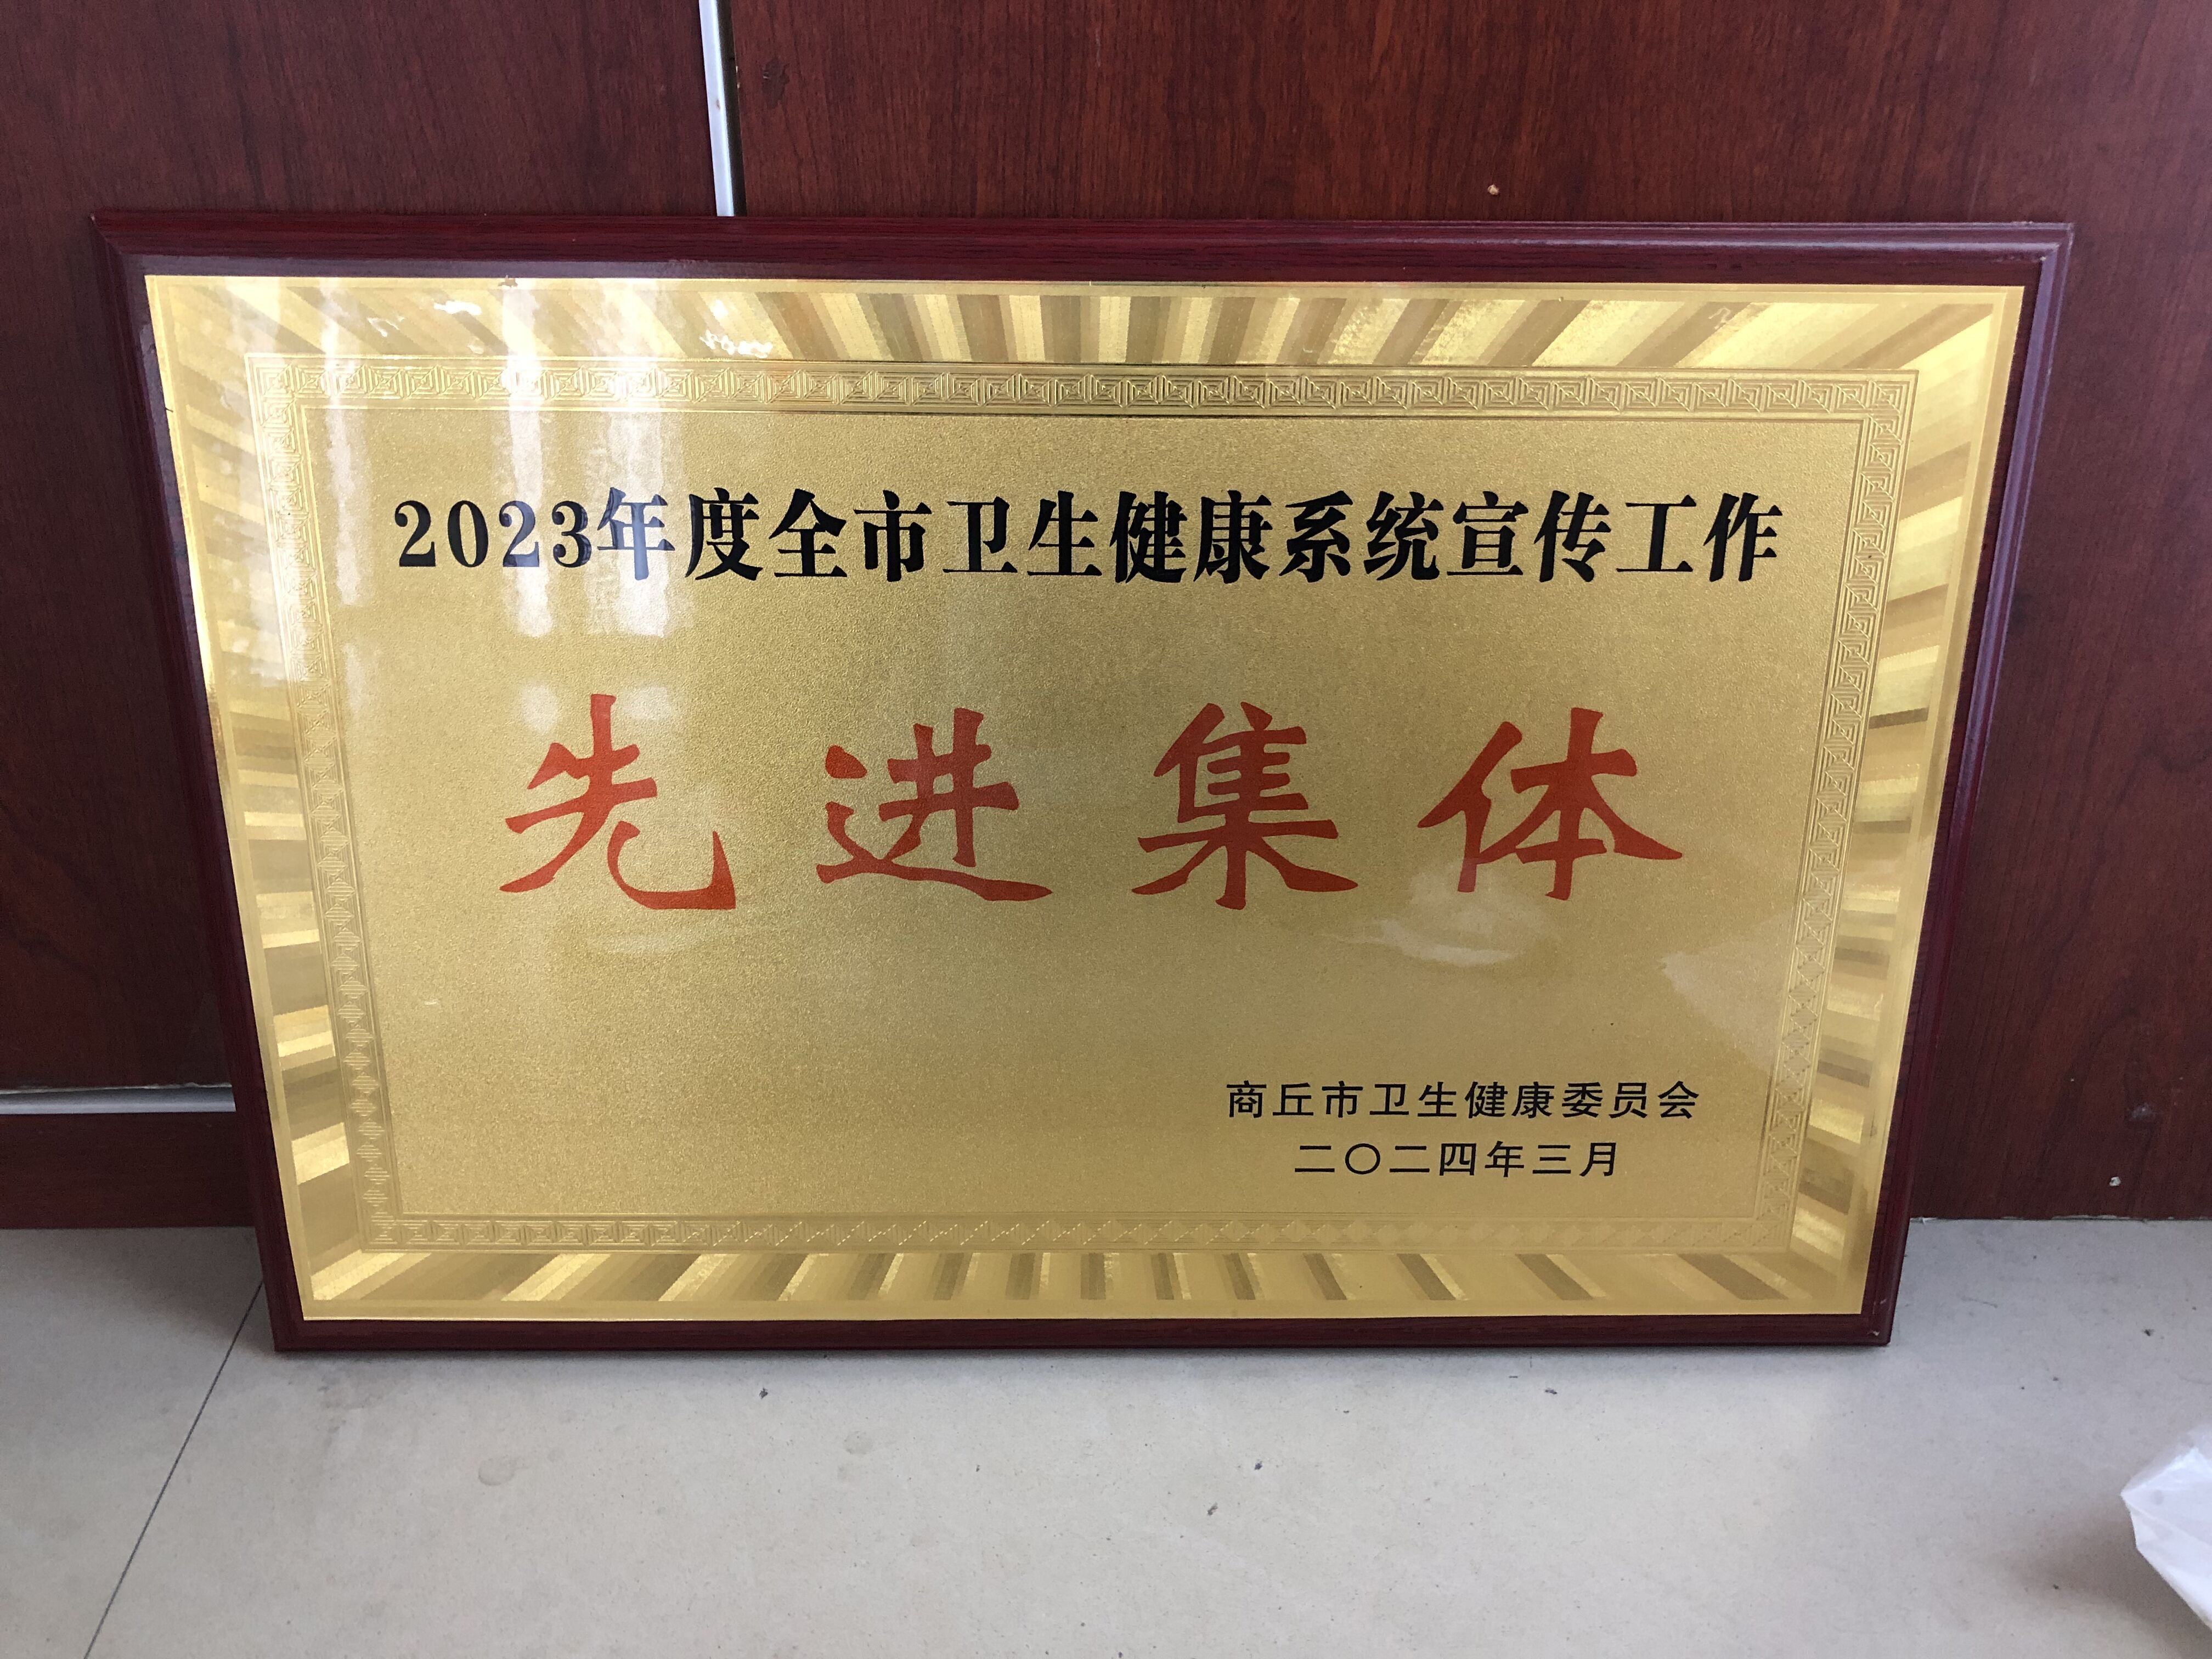 2023年度全市卫生健康系统宣传工作
先进集体
商丘市卫生健康委员会
二〇二四年三月